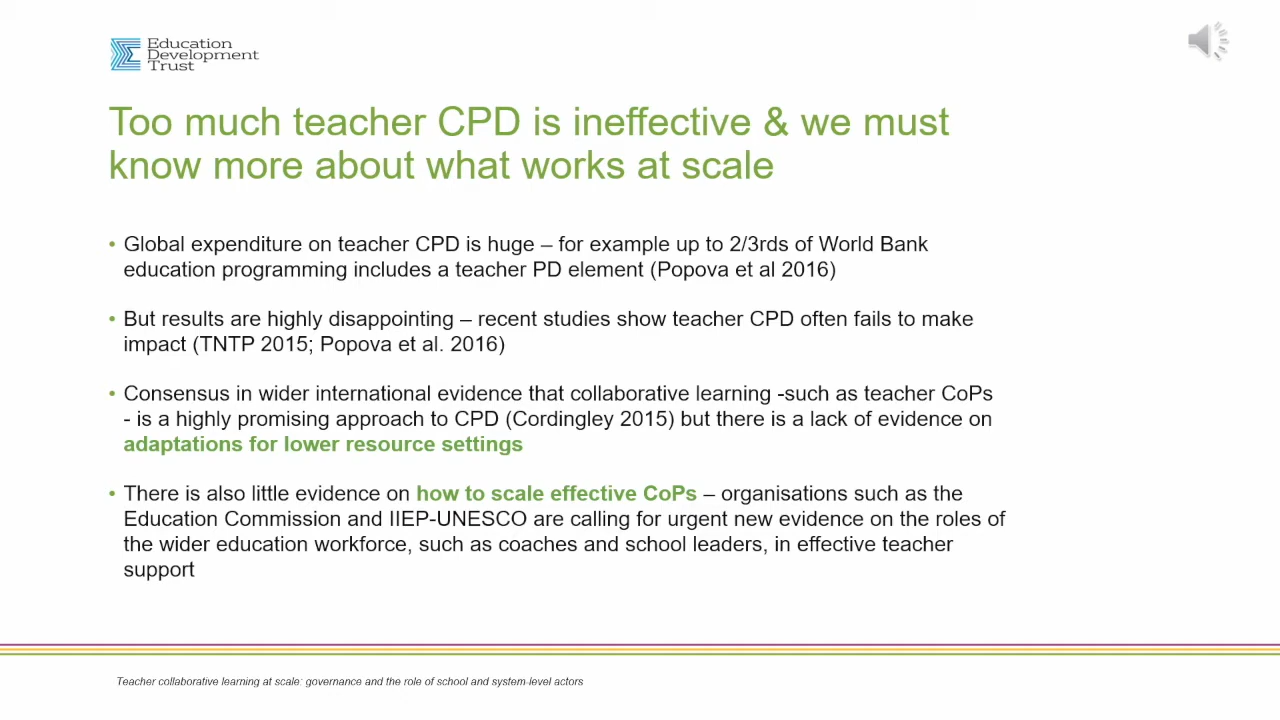 Education
Development
Trust
Too much teacher CPD is ineffective & we must
know more about what works at scale
• Global expenditure on teacher CPD is huge – for example up to 2/3rds of World Bank
education programming includes a teacher PD element (Popova et al 2016)
• But results are highly disappointing – recent studies show teacher CPD often fails to make
impact (TNTP 2015; Popova et al. 2016)
• Consensus in wider international evidence that collaborative learning -such as teacher CoPs
- is a highly promising approach to CPD (Cordingley 2015) but there is a lack of evidence on
adaptations for lower resource settings
• There is also little evidence on how to scale effective CoPs – organisations such as the
Education Commission and IIEP-UNESCO are calling for urgent new evidence on the roles of
the wider education workforce, such as coaches and school leaders, in effective teacher
support
Teacher collaborative learning at scale: governance and the role of school and system-level actors